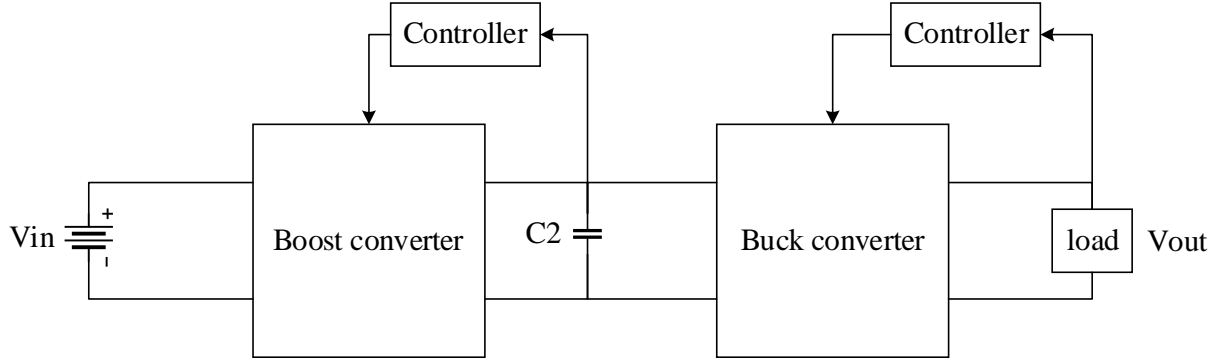 Controller
Controller
Vin
+
Boost converter
C2
Buck converter
load
Vout